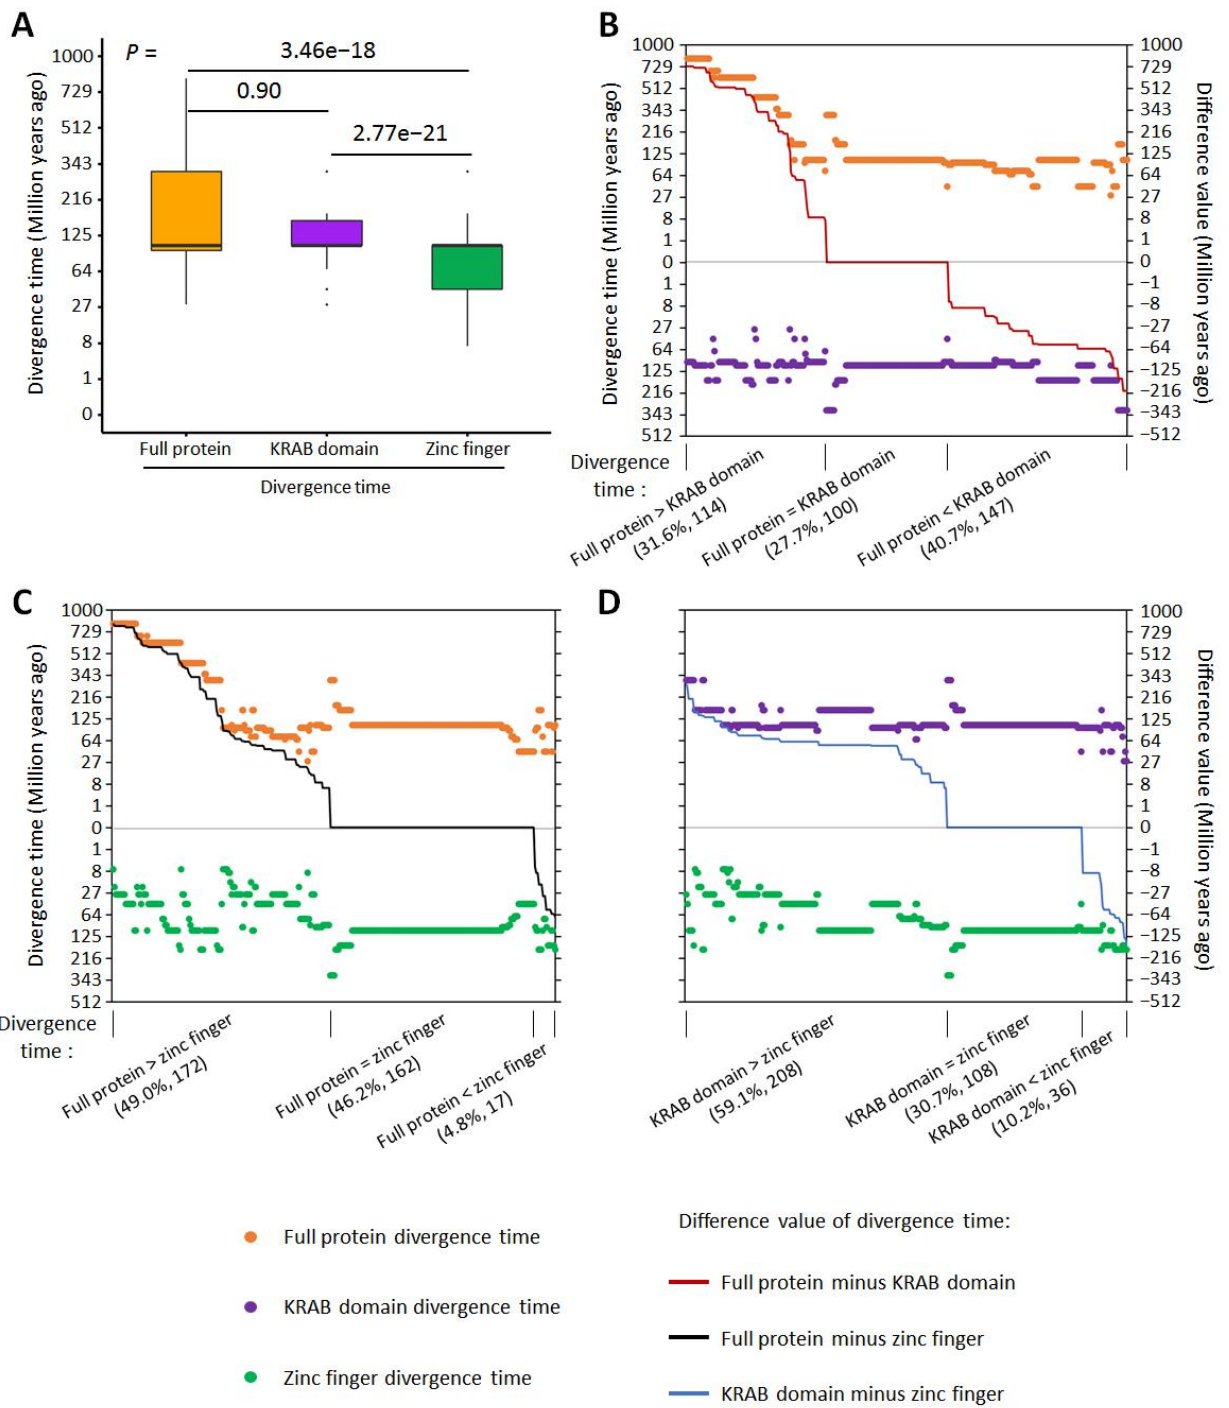 A
P =
3.46e−18
0.90
2.77e−21
Divergence time (Million years ago)
1000
729
512
343
216
125
64
27
8
1
0
Full protein
KRAB domain
Zinc finger
Divergence time
B
Divergence time (Million years ago)
1000
729
512
343
216
125
64
27
8
1
0
1
8
27
64
125
216
343
512
1000
729
512
343
216
125
64
27
8
1
0
−1
−8
−27
−64
−125
−216
−343
−512
Difference value (Million years ago)
Divergence
time :
Full protein > KRAB domain
(31.6%, 114)
Full protein = KRAB domain
(27.7%, 100)
Full protein < KRAB domain
(40.7%, 147)
C
Divergence time (Million years ago)
1000
729
512
343
216
125
64
27
8
1
0
1
8
27
64
125
216
343
512
Divergence
time :
Full protein > zinc finger
(49.0%, 172)
Full protein = zinc finger
(46.2%, 162)
Full protein < zinc finger
(4.8%, 17)
D
1000
729
512
343
216
125
64
27
8
1
0
−1
−8
−27
−64
−125
−216
−343
−512
Difference value (Million years ago)
KRAB domain > zinc finger
(59.1%, 208)
KRAB domain = zinc finger
(30.7%, 108)
KRAB domain < zinc finger
(10.2%, 36)
Full protein divergence time
KRAB domain divergence time
Zinc finger divergence time
Difference value of divergence time:
Full protein minus KRAB domain
Full protein minus zinc finger
KRAB domain minus zinc finger